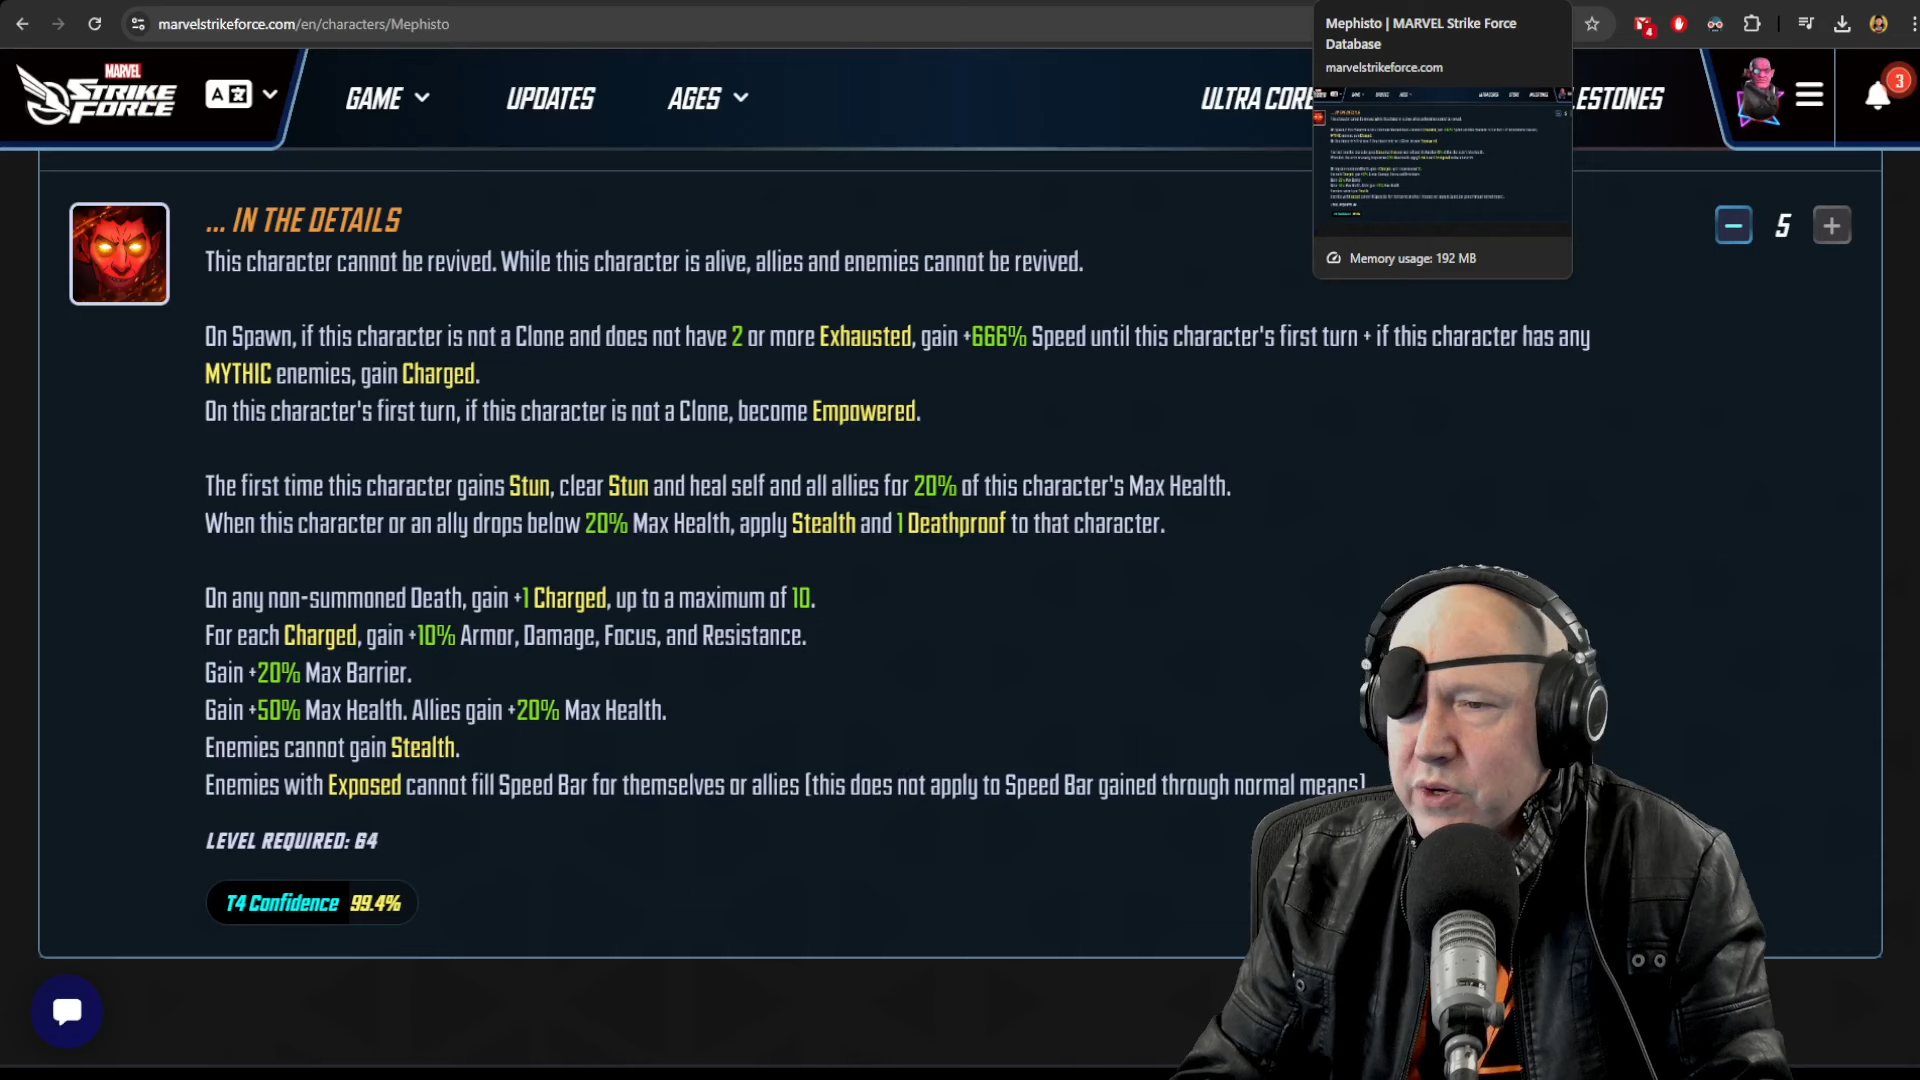 marvelstrikeforce.com/en/characters/Mephisto
Mephisto | MARVEL Strike Force
Database
marvelstrikeforce.com
4
MARVEL
STRIKE
FORCE
GAME
UPDATES
AGES
ULTRA CORE
LESTONES
3
Memory usage: 192 MB
... IN THE DETAILS
5
This character cannot be revived. While this character is alive, allies and enemies cannot be revived.
On Spawn, if this character is not a Clone and does not have 2 or more Exhausted, gain +666% Speed until this character's first turn + if this character has any
MYTHIC enemies, gain Charged.
On this character's first turn, if this character is not a Clone, become Empowered.
The first time this character gains Stun, clear Stun and heal self and all allies for 20% of this character's Max Health.
When this character or an ally drops below 20% Max Health, apply Stealth and 1 Deathproof to that character.
On any non-summoned Death, gain +1 Charged, up to a maximum of 10.
For each Charged, gain +10% Armor, Damage, Focus, and Resistance.
Gain +20% Max Barrier.
Gain +50% Max Health. Allies gain +20% Max Health.
Enemies cannot gain Stealth.
Enemies with Exposed cannot fill Speed Bar for themselves or allies [this does not apply to Speed Bar gained through normal means]
LEVEL REQUIRED: 64
T4 Confidence 99.4%